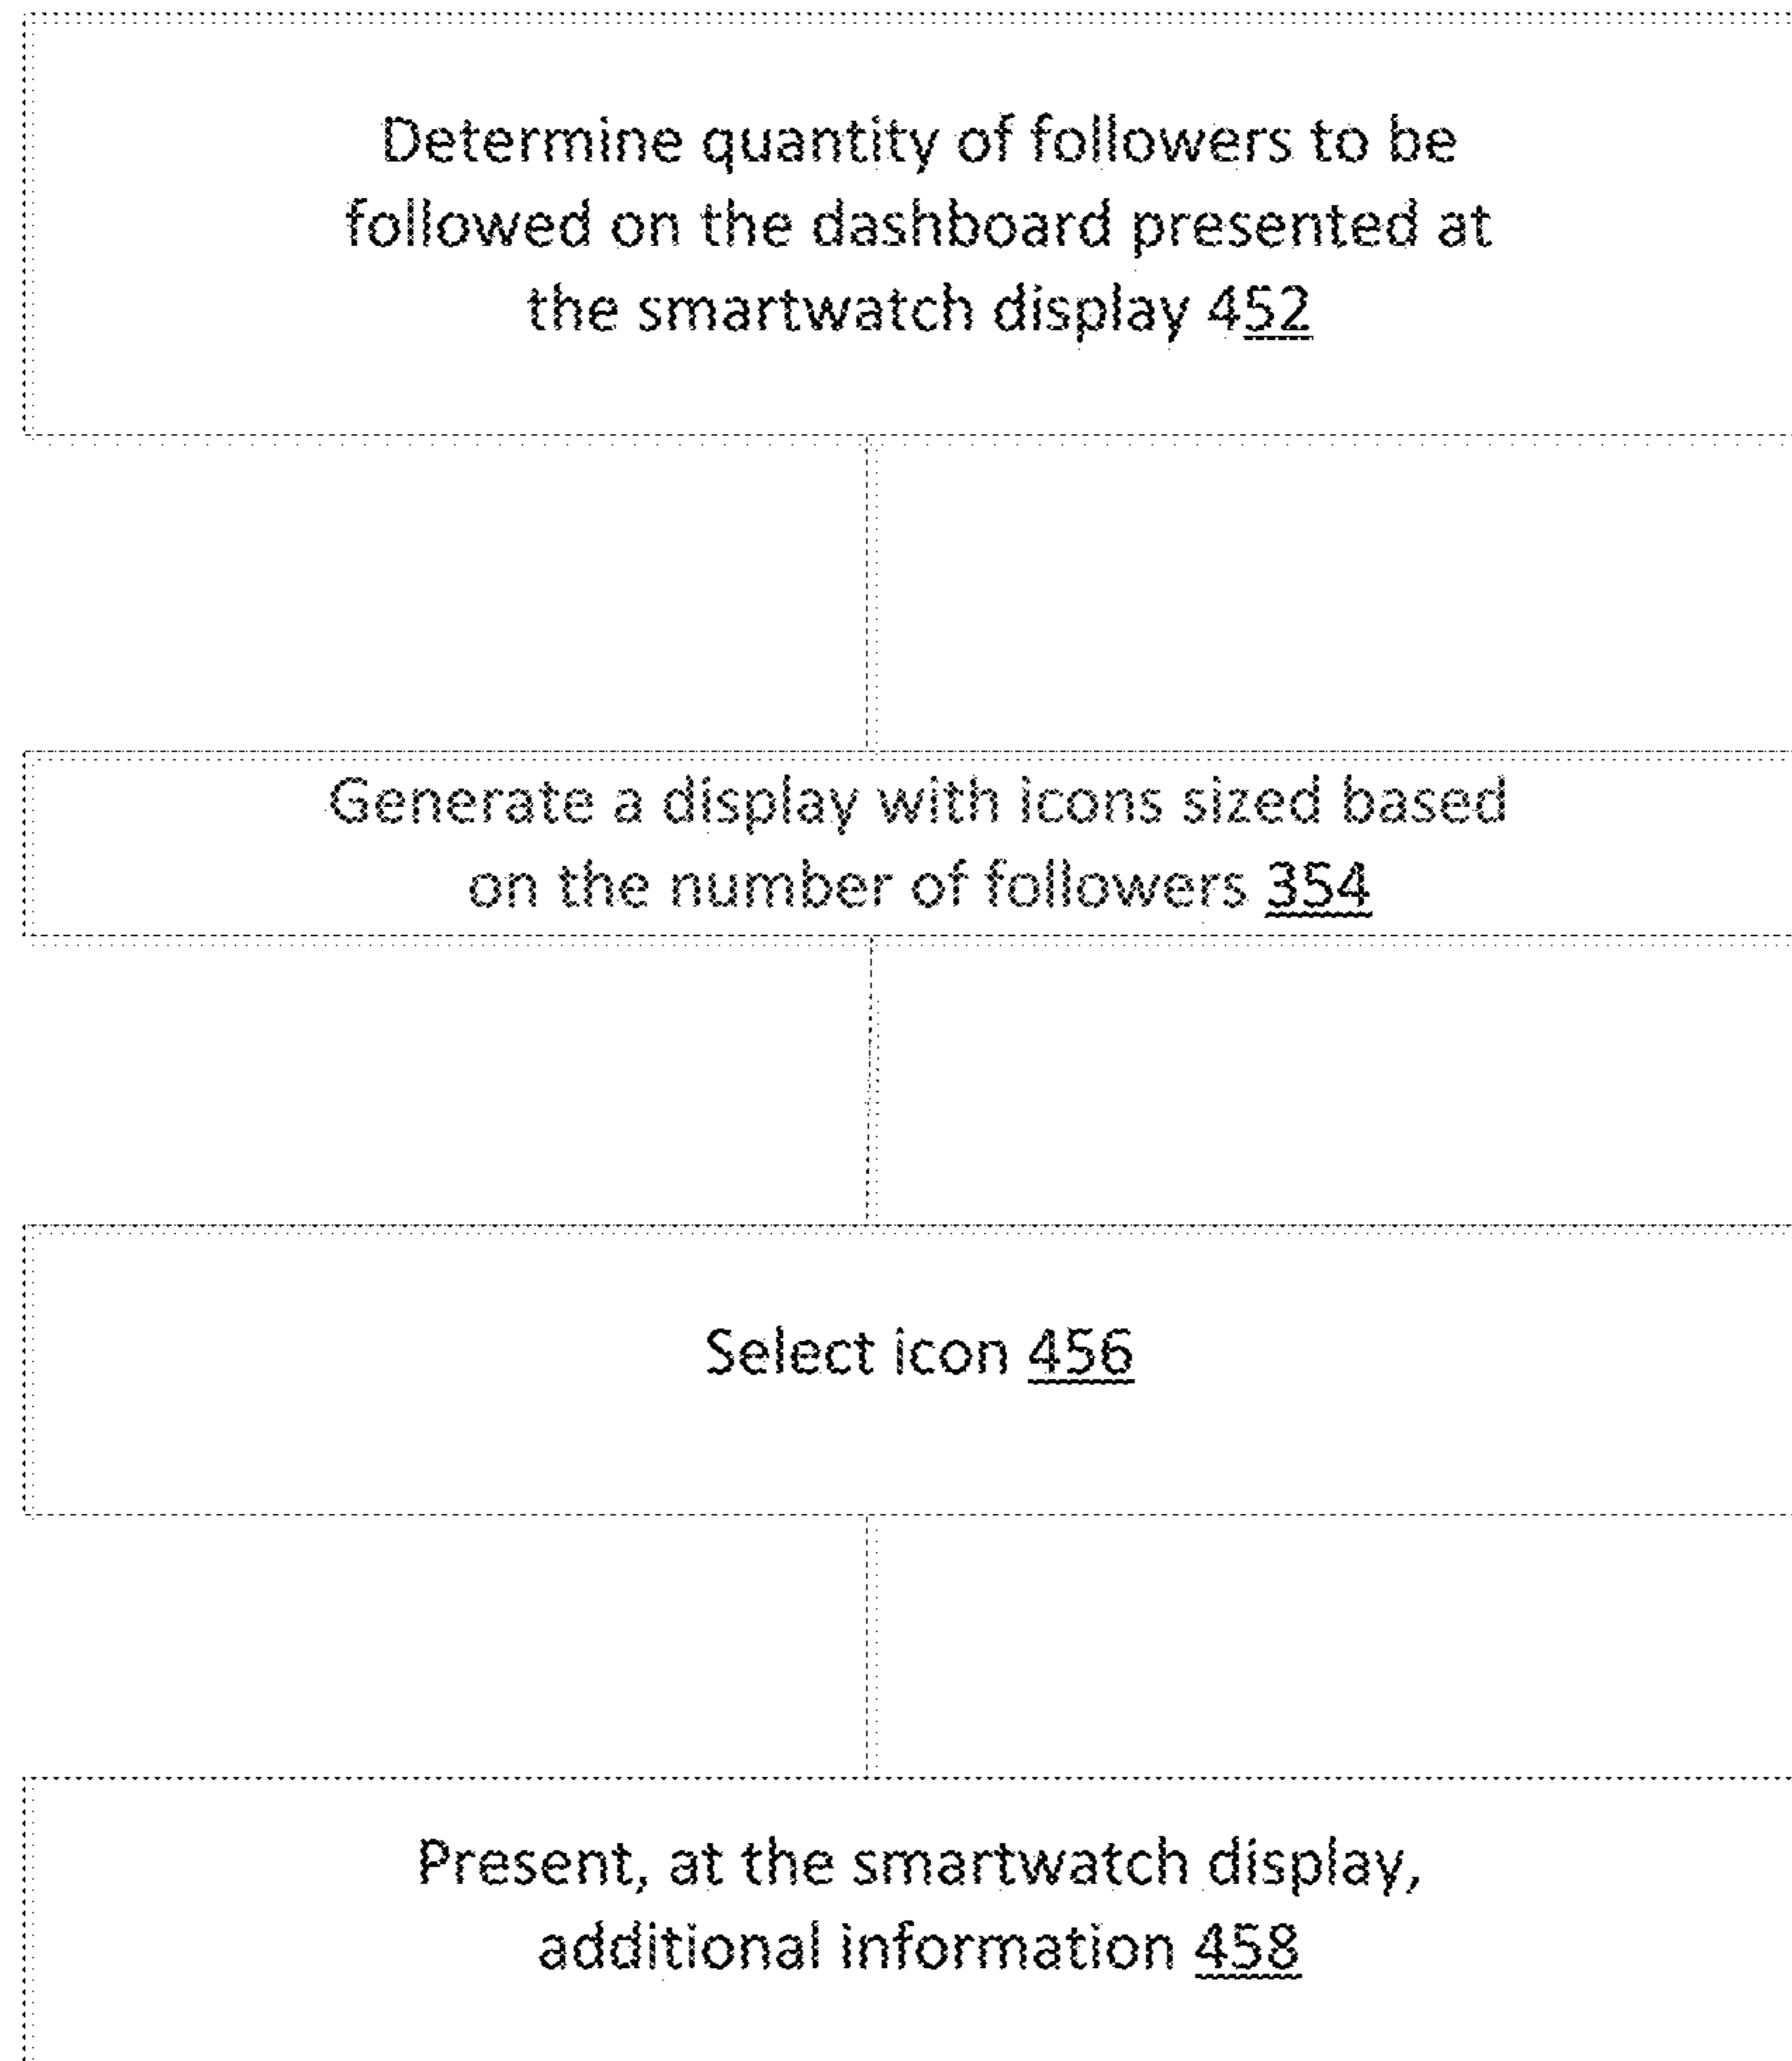 Determine quantity of followers to be
followed on the dashboard presented at
the smartwatch display 452
Generate a display with icons sized based
on the number of followers 354
Select icon 456
Present, at the smartwatch display,
additional information 458